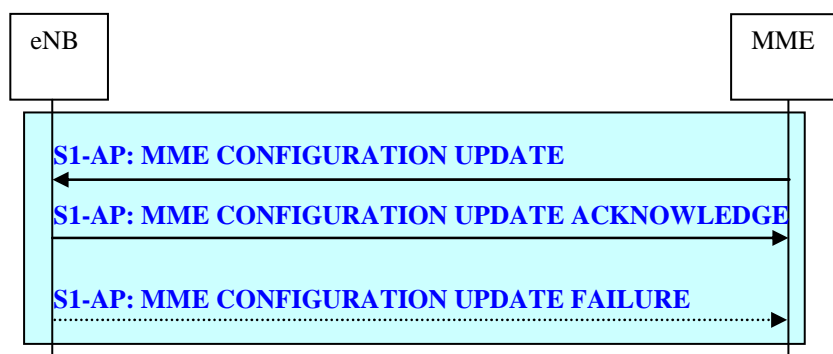 eNB
MME
S1-AP: MME CONFIGURATION UPDATE
S1-AP: MME CONFIGURATION UPDATE ACKNOWLEDGE
S1-AP: MME CONFIGURATION UPDATE FAILURE